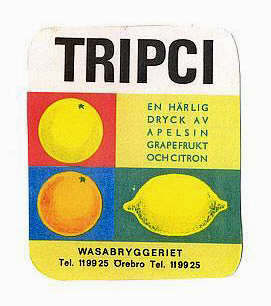 TRIPCI
EN HÄRLIG
DRYCK AV
APELSIN
GRAPEFRUKT
OCH CITRON
WASABRYGGERIET
Tel. 119925 Örebro Tel. 119925